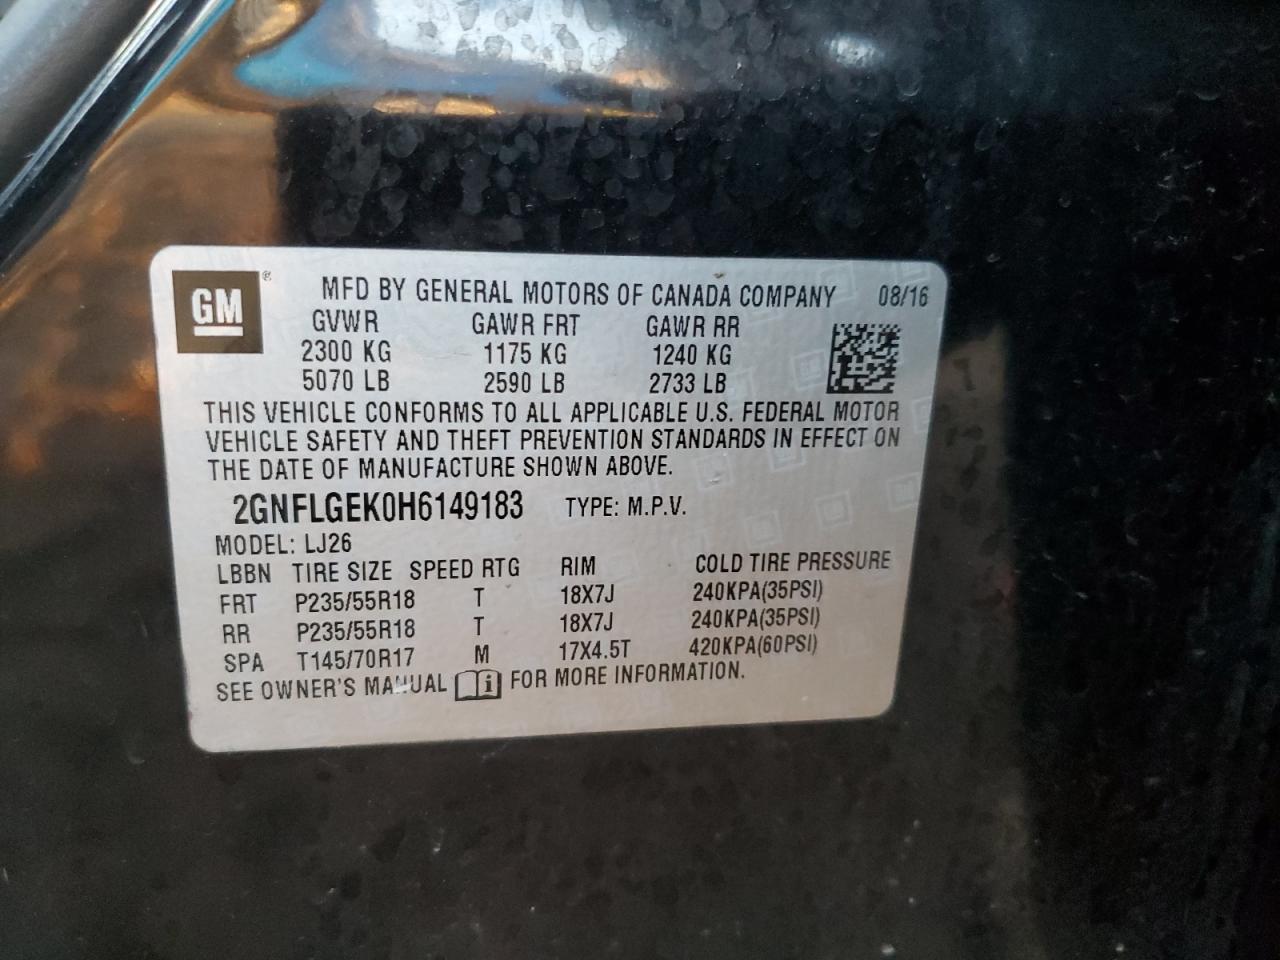 GM ®
MFD BY GENERAL MOTORS OF CANADA COMPANY 08/16
GVWR GAWR FRT GAWR RR
2300 KG 1175 KG 1240 KG
5070 LB 2590 LB 2733 LB
THIS VEHICLE CONFORMS TO ALL APPLICABLE U.S. FEDERAL MOTOR
VEHICLE SAFETY AND THEFT PREVENTION STANDARDS IN EFFECT ON
THE DATE OF MANUFACTURE SHOWN ABOVE.
2GNFLGEK0H6149183 TYPE: M.P.V.
MODEL: LJ26
LBBN TIRE SIZE SPEED RTG RIM COLD TIRE PRESSURE
FRT P235/55R18 T 18X7J 240KPA(35PSI)
RR P235/55R18 T 18X7J 240KPA(35PSI)
SPA T145/70R17 M 17X4.5T 420KPA(60PSI)
SEE OWNER'S MANUAL i FOR MORE INFORMATION.